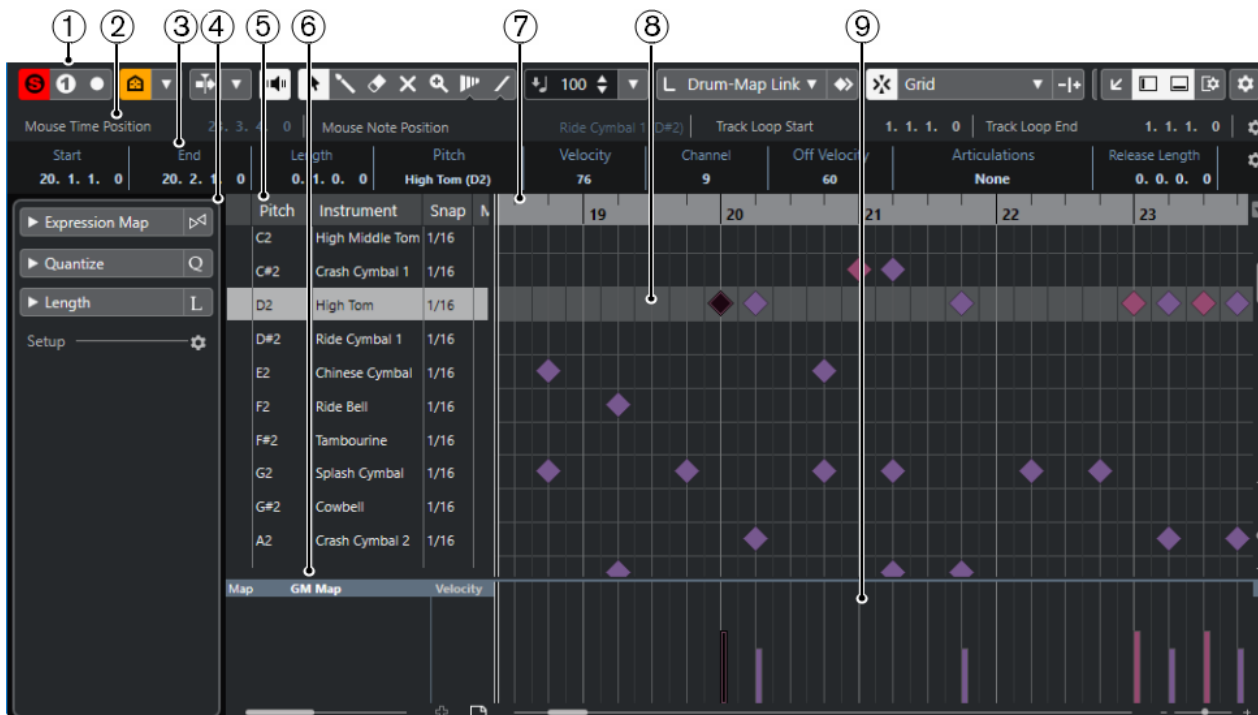 1 2 3 4 5 6 7 8 9
S 1 100 L Drum-Map Link Grid
Mouse Time Position 23. 3. 4. 0 Mouse Note Position Ride Cymbal 1 (D#2) Track Loop Start 1. 1. 1. 0 Track Loop End 1. 1. 1. 0
Start End Length Pitch Velocity Channel Off Velocity Articulations Release Length
20. 1. 1. 0 20. 2. 1. 0 0. 1. 0. 0 High Tom (D2) 76 9 60 None 0. 0. 0. 0
Expression Map
Quantize Q
Length L
Setup
Pitch Instrument Snap M 19 20 21 22 23
C2 High Middle Tom 1/16
C#2 Crash Cymbal 1 1/16
D2 High Tom 1/16
D#2 Ride Cymbal 1 1/16
E2 Chinese Cymbal 1/16
F2 Ride Bell 1/16
F#2 Tambourine 1/16
G2 Splash Cymbal 1/16
G#2 Cowbell 1/16
A2 Crash Cymbal 2 1/16
Map GM Map Velocity